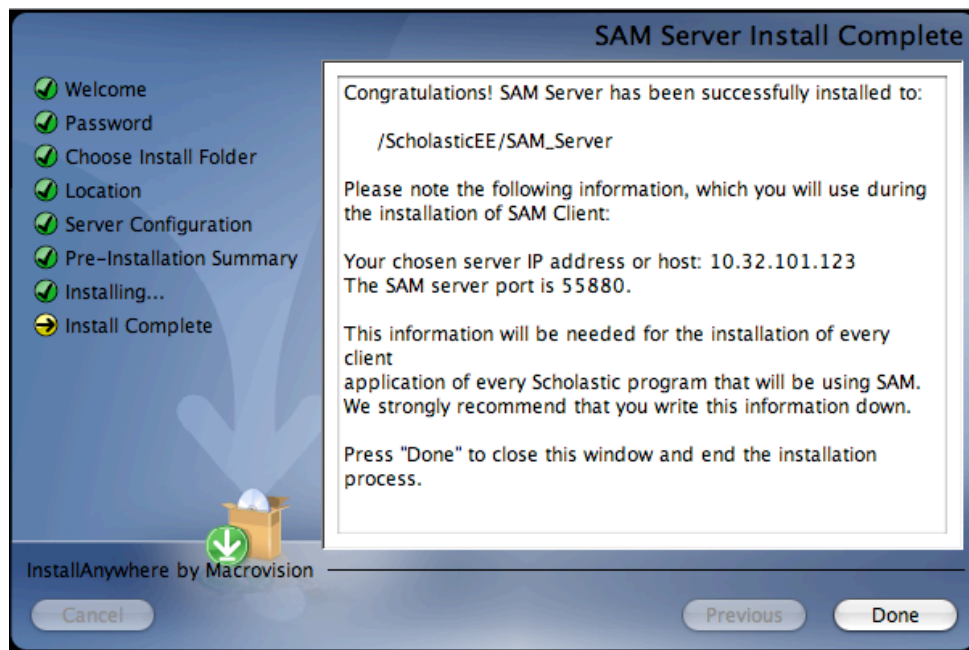 SAM Server Install Complete
Welcome
Password
Choose Install Folder
Location
Server Configuration
Pre-Installation Summary
Installing...
Install Complete
Congratulations! SAM Server has been successfully installed to:
/ScholasticEE/SAM_Server
Please note the following information, which you will use during
the installation of SAM Client:
Your chosen server IP address or host: 10.32.101.123
The SAM server port is 55880.
This information will be needed for the installation of every
client
application of every Scholastic program that will be using SAM.
We strongly recommend that you write this information down.
Press "Done" to close this window and end the installation
process.
InstallAnywhere by Macrovision
Cancel
Previous
Done